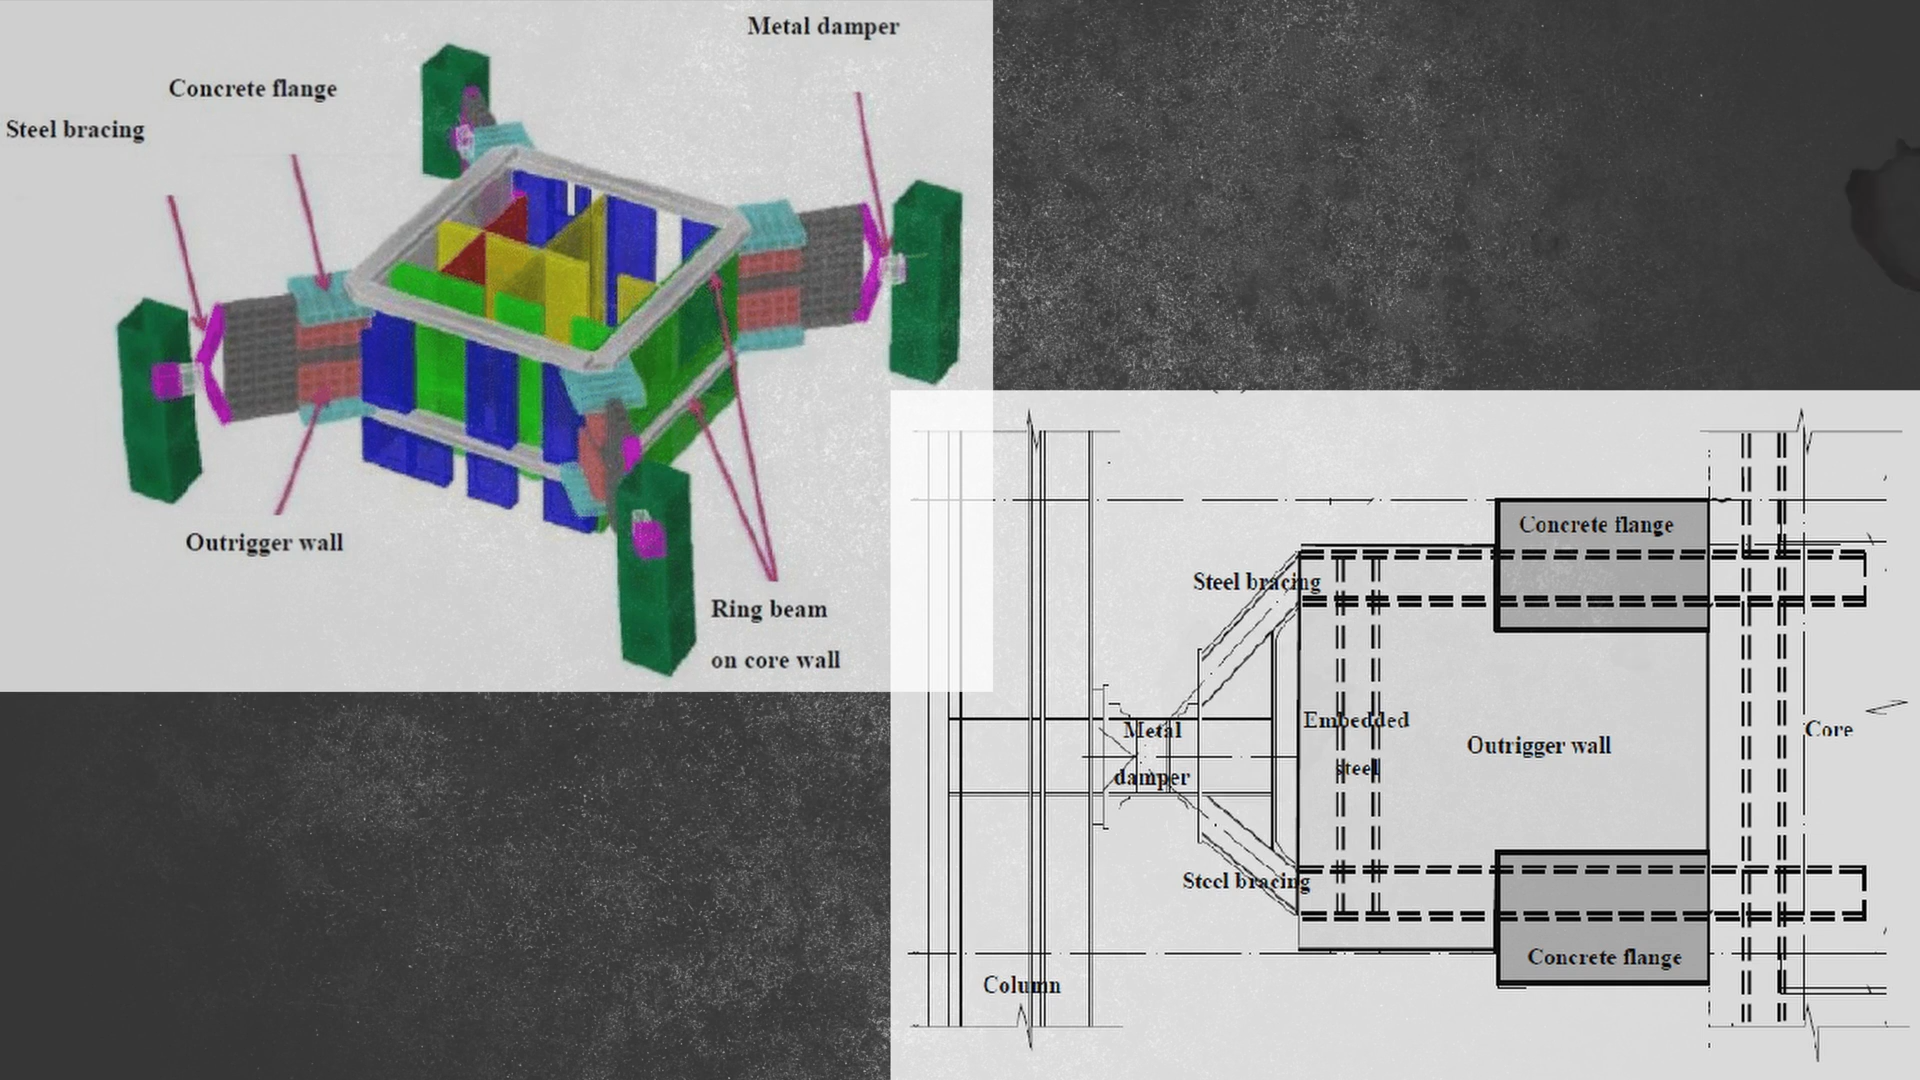 Metal damper
Concrete flange
Steel bracing
Outrigger wall
Ring beam
on core wall
Concrete flange
Steel bracing
Embedded
steel
Metal
damper
Outrigger wall
Core
Steel bracing
Concrete flange
Column